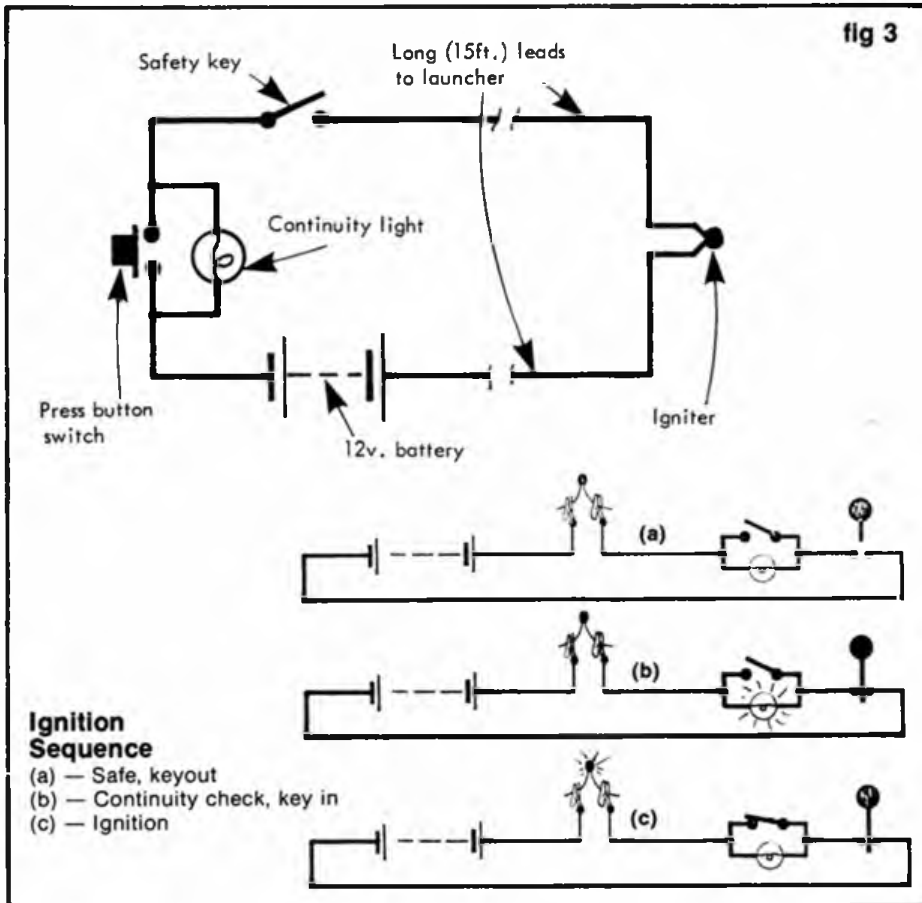 fig 3
Safety key
Long (15ft.) leads
to launcher
Continuity light
Press button
switch
12v. battery
Igniter
(a)
(b)
(c)
Ignition
Sequence
(a) — Safe, keyout
(b) — Continuity check, key in
(c) — Ignition